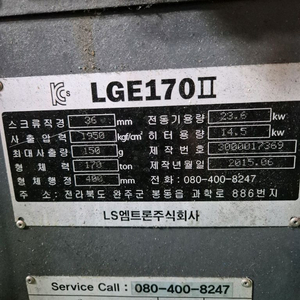 KCs LGE170Ⅱ
스크류직경 36 mm 전동기용량 23.6 kw
사출압력 1950 kgf/cm² 히터용량 14.5 kw
최대사출량 150 g 제작번호 3000017369
형체력 170 ton 제작년월일 2015.06
형체행정 400 mm 전화 : 080-400-8247
주소 : 전라북도 완주군 봉동읍 과학로 886번지
LS엠트론주식회사
Service Call : 080-400-8247